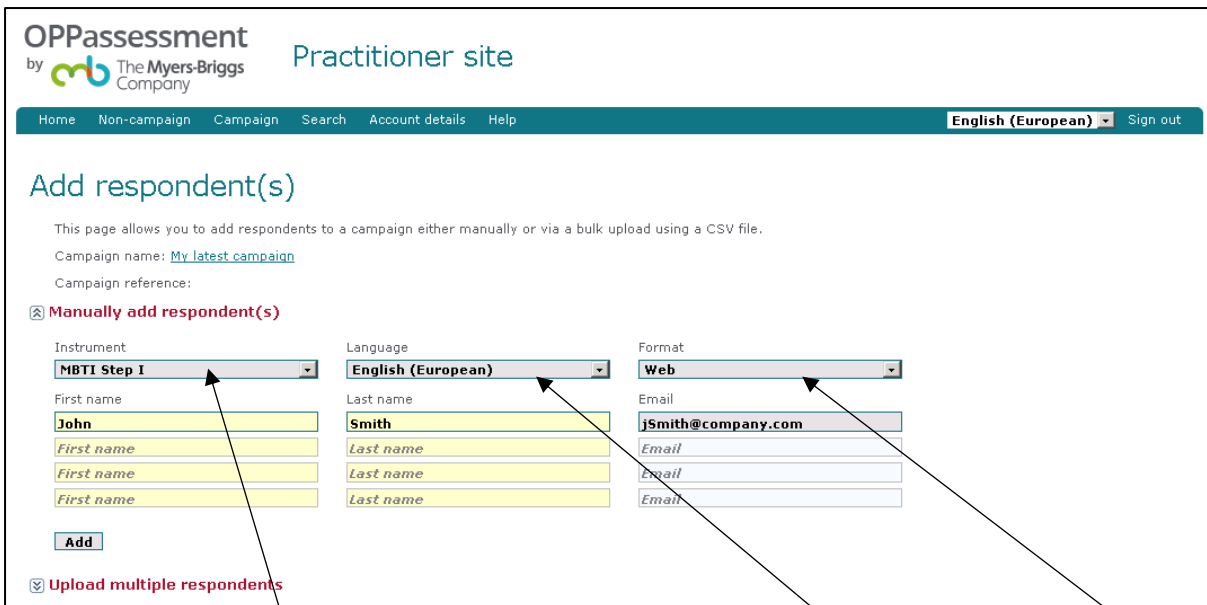 OPPassessment
by The Myers-Briggs Company
Practitioner site
Home Non-campaign Campaign Search Account details Help English (European) Sign out
Add respondent(s)
This page allows you to add respondents to a campaign either manually or via a bulk upload using a CSV file.
Campaign name: My latest campaign
Campaign reference:
Manually add respondent(s)
Instrument Language Format
MBTI Step I English (European) Web
First name Last name Email
John Smith jSmith@company.com
First name Last name Email
First name Last name Email
First name Last name Email
Add
Upload multiple respondents